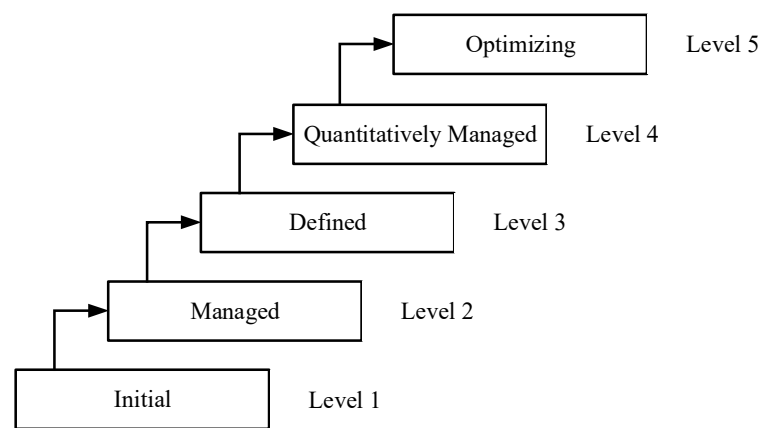 Optimizing Level 5
Quantitatively Managed Level 4
Defined Level 3
Managed Level 2
Initial Level 1